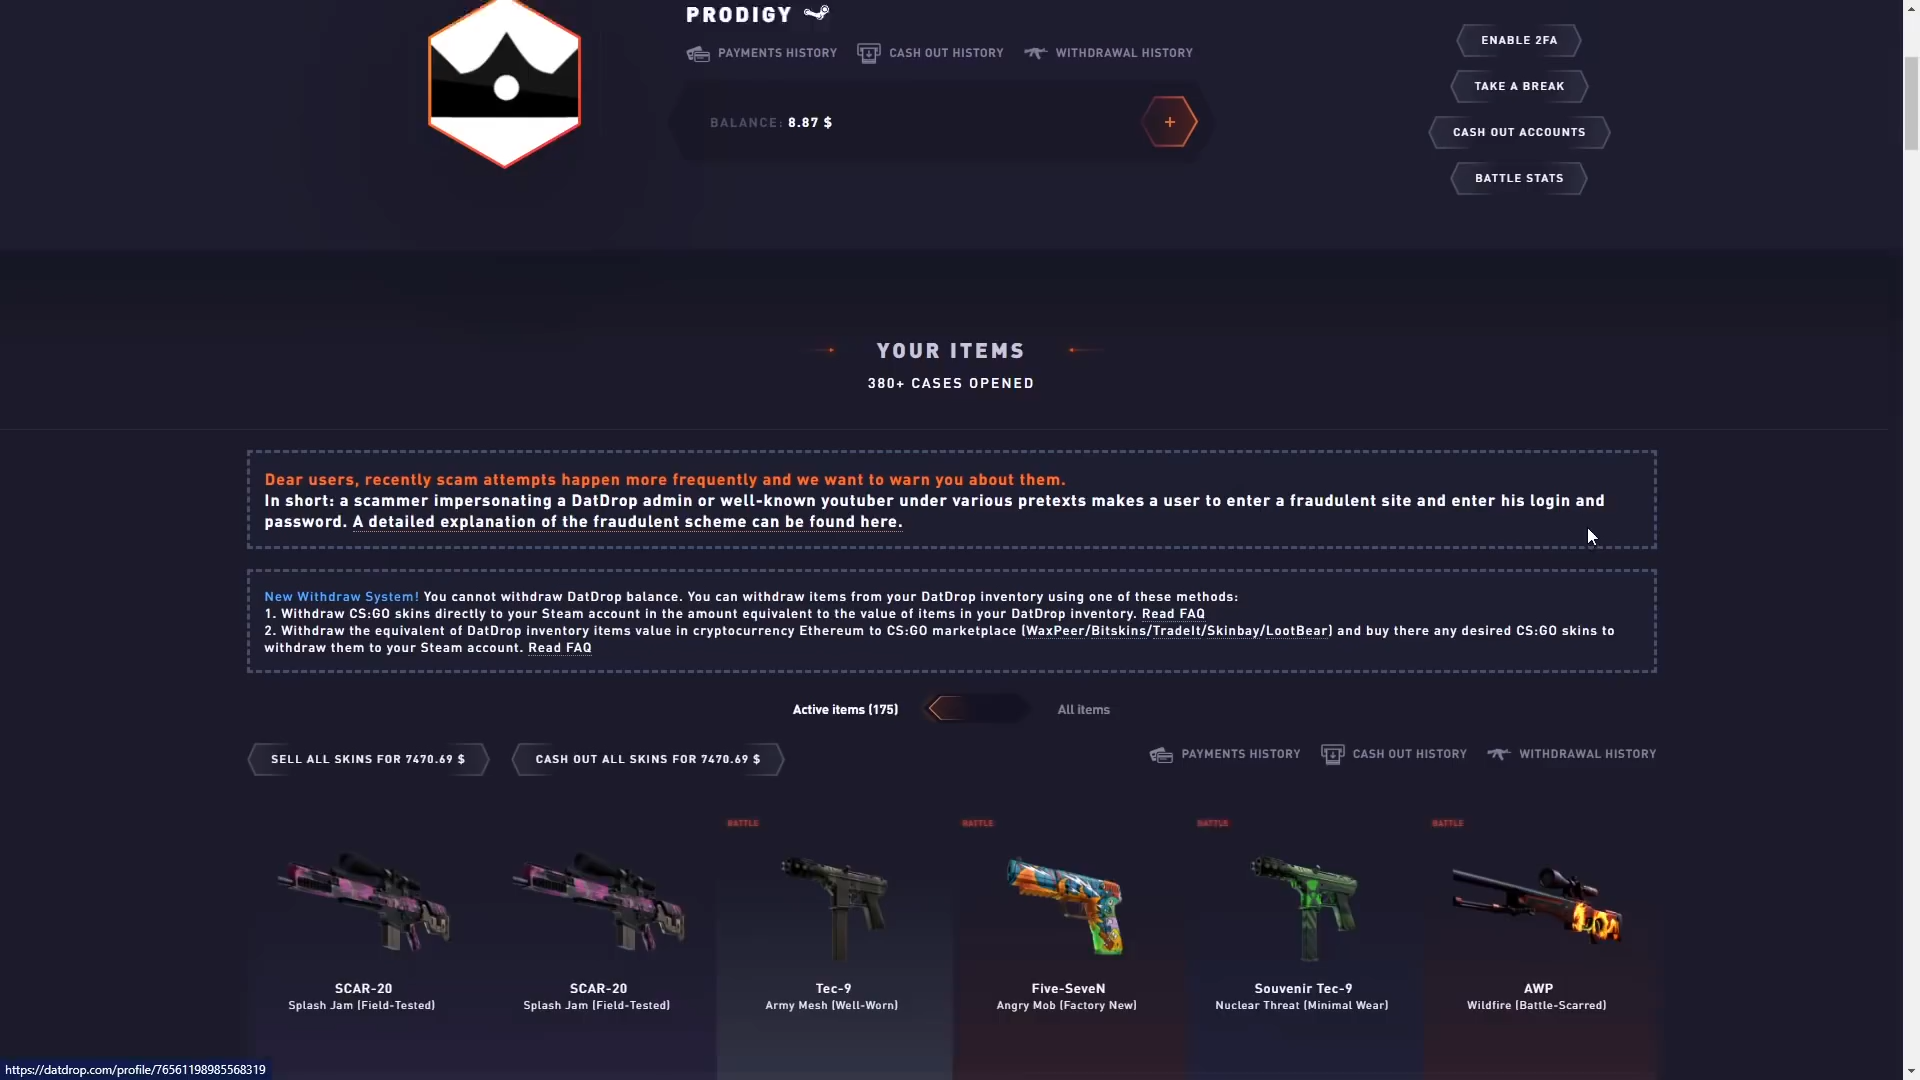 PRODIGY
PAYMENTS HISTORY CASH OUT HISTORY WITHDRAWAL HISTORY
BALANCE: 8.87 $ +
ENABLE 2FA
TAKE A BREAK
CASH OUT ACCOUNTS
BATTLE STATS
YOUR ITEMS
380+ CASES OPENED
Dear users, recently scam attempts happen more frequently and we want to warn you about them.
In short: a scammer impersonating a DatDrop admin or well-known youtuber under various pretexts makes a user to enter a fraudulent site and enter his login and
password. A detailed explanation of the fraudulent scheme can be found here.
New Withdraw System! You cannot withdraw DatDrop balance. You can withdraw items from your DatDrop inventory using one of these methods:
1. Withdraw CS:GO skins directly to your Steam account in the amount equivalent to the value of items in your DatDrop inventory. Read FAQ
2. Withdraw the equivalent of DatDrop inventory items value in cryptocurrency Ethereum to CS:GO marketplace (WaxPeer/Bitskins/TradeIt/Skinbay/LootBear) and buy there any desired CS:GO skins to
withdraw them to your Steam account. Read FAQ
Active items (175) All items
SELL ALL SKINS FOR 7470.69 $ CASH OUT ALL SKINS FOR 7470.69 $ PAYMENTS HISTORY CASH OUT HISTORY WITHDRAWAL HISTORY
BATTLE BATTLE BATTLE BATTLE
SCAR-20 SCAR-20 Tec-9 Five-SeveN Souvenir Tec-9 AWP
Splash Jam (Field-Tested) Splash Jam (Field-Tested) Army Mesh (Well-Worn) Angry Mob (Factory New) Nuclear Threat (Minimal Wear) Wildfire (Battle-Scarred)
https://datdrop.com/profile/76561198985568319